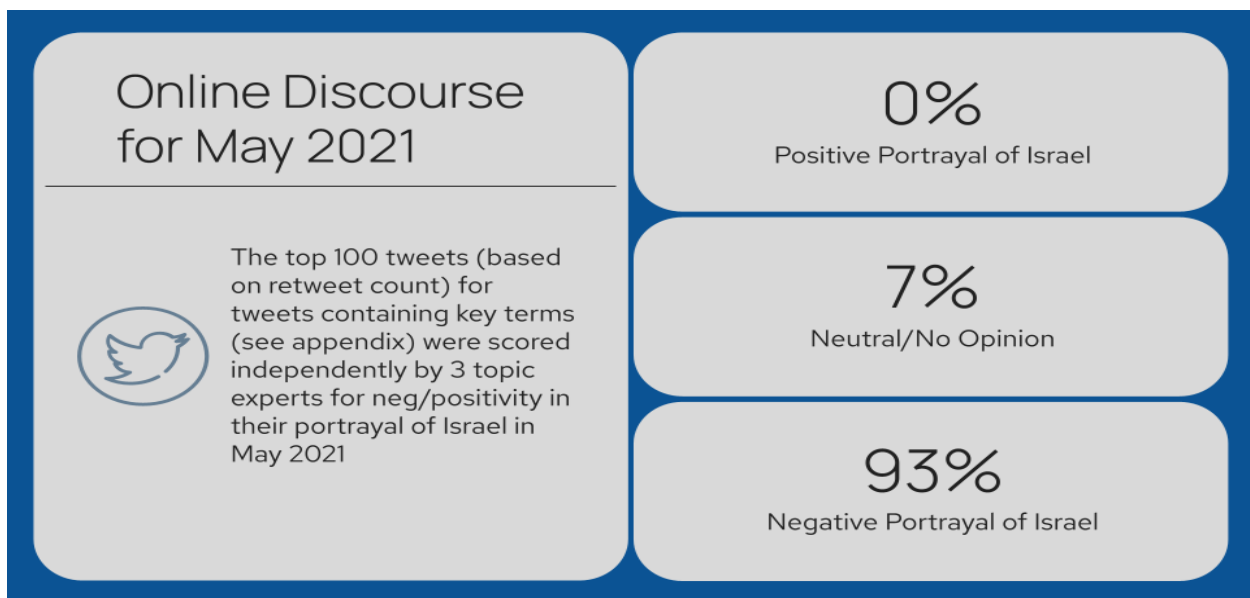 Online Discourse
for May 2021
The top 100 tweets (based
on retweet count) for
tweets containing key terms
(see appendix) were scored
independently by 3 topic
experts for neg/positivity in
their portrayal of Israel in
May 2021
0%
Positive Portrayal of Israel
7%
Neutral/No Opinion
93%
Negative Portrayal of Israel